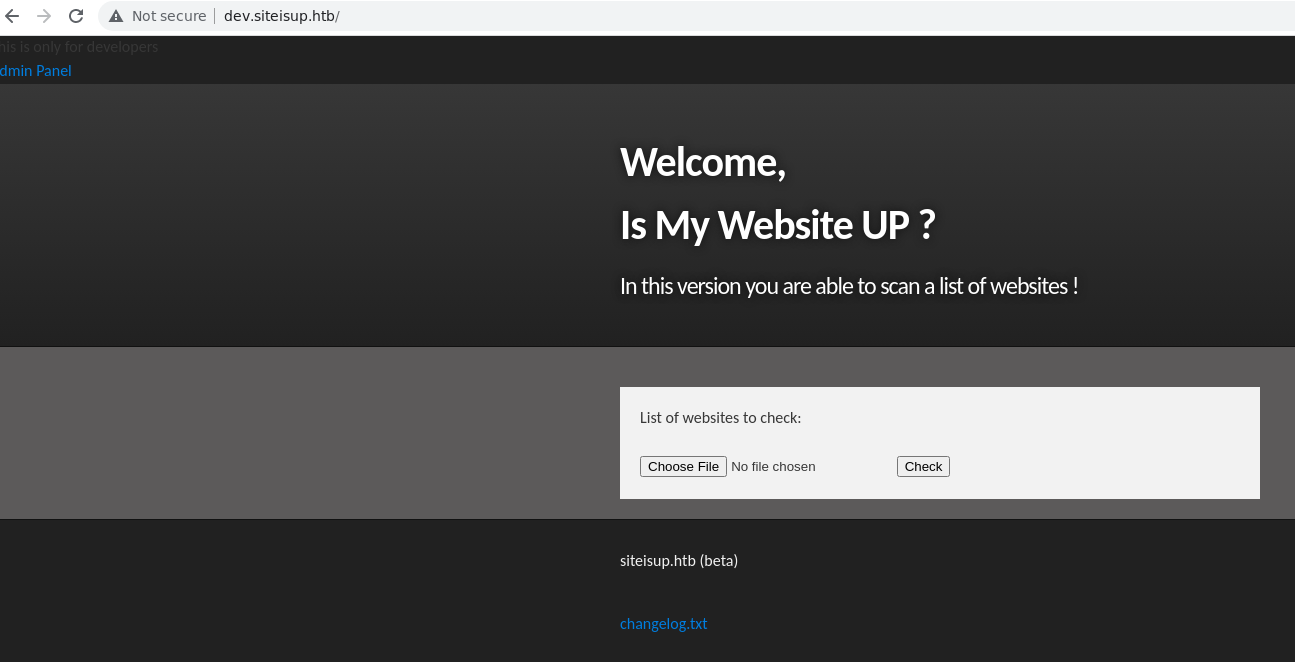 Not secure dev.siteisup.htb/
his is only for developers
dmin Panel
Welcome,
Is My Website UP ?
In this version you are able to scan a list of websites !
List of websites to check:
Choose File No file chosen Check
siteisup.htb (beta)
changelog.txt